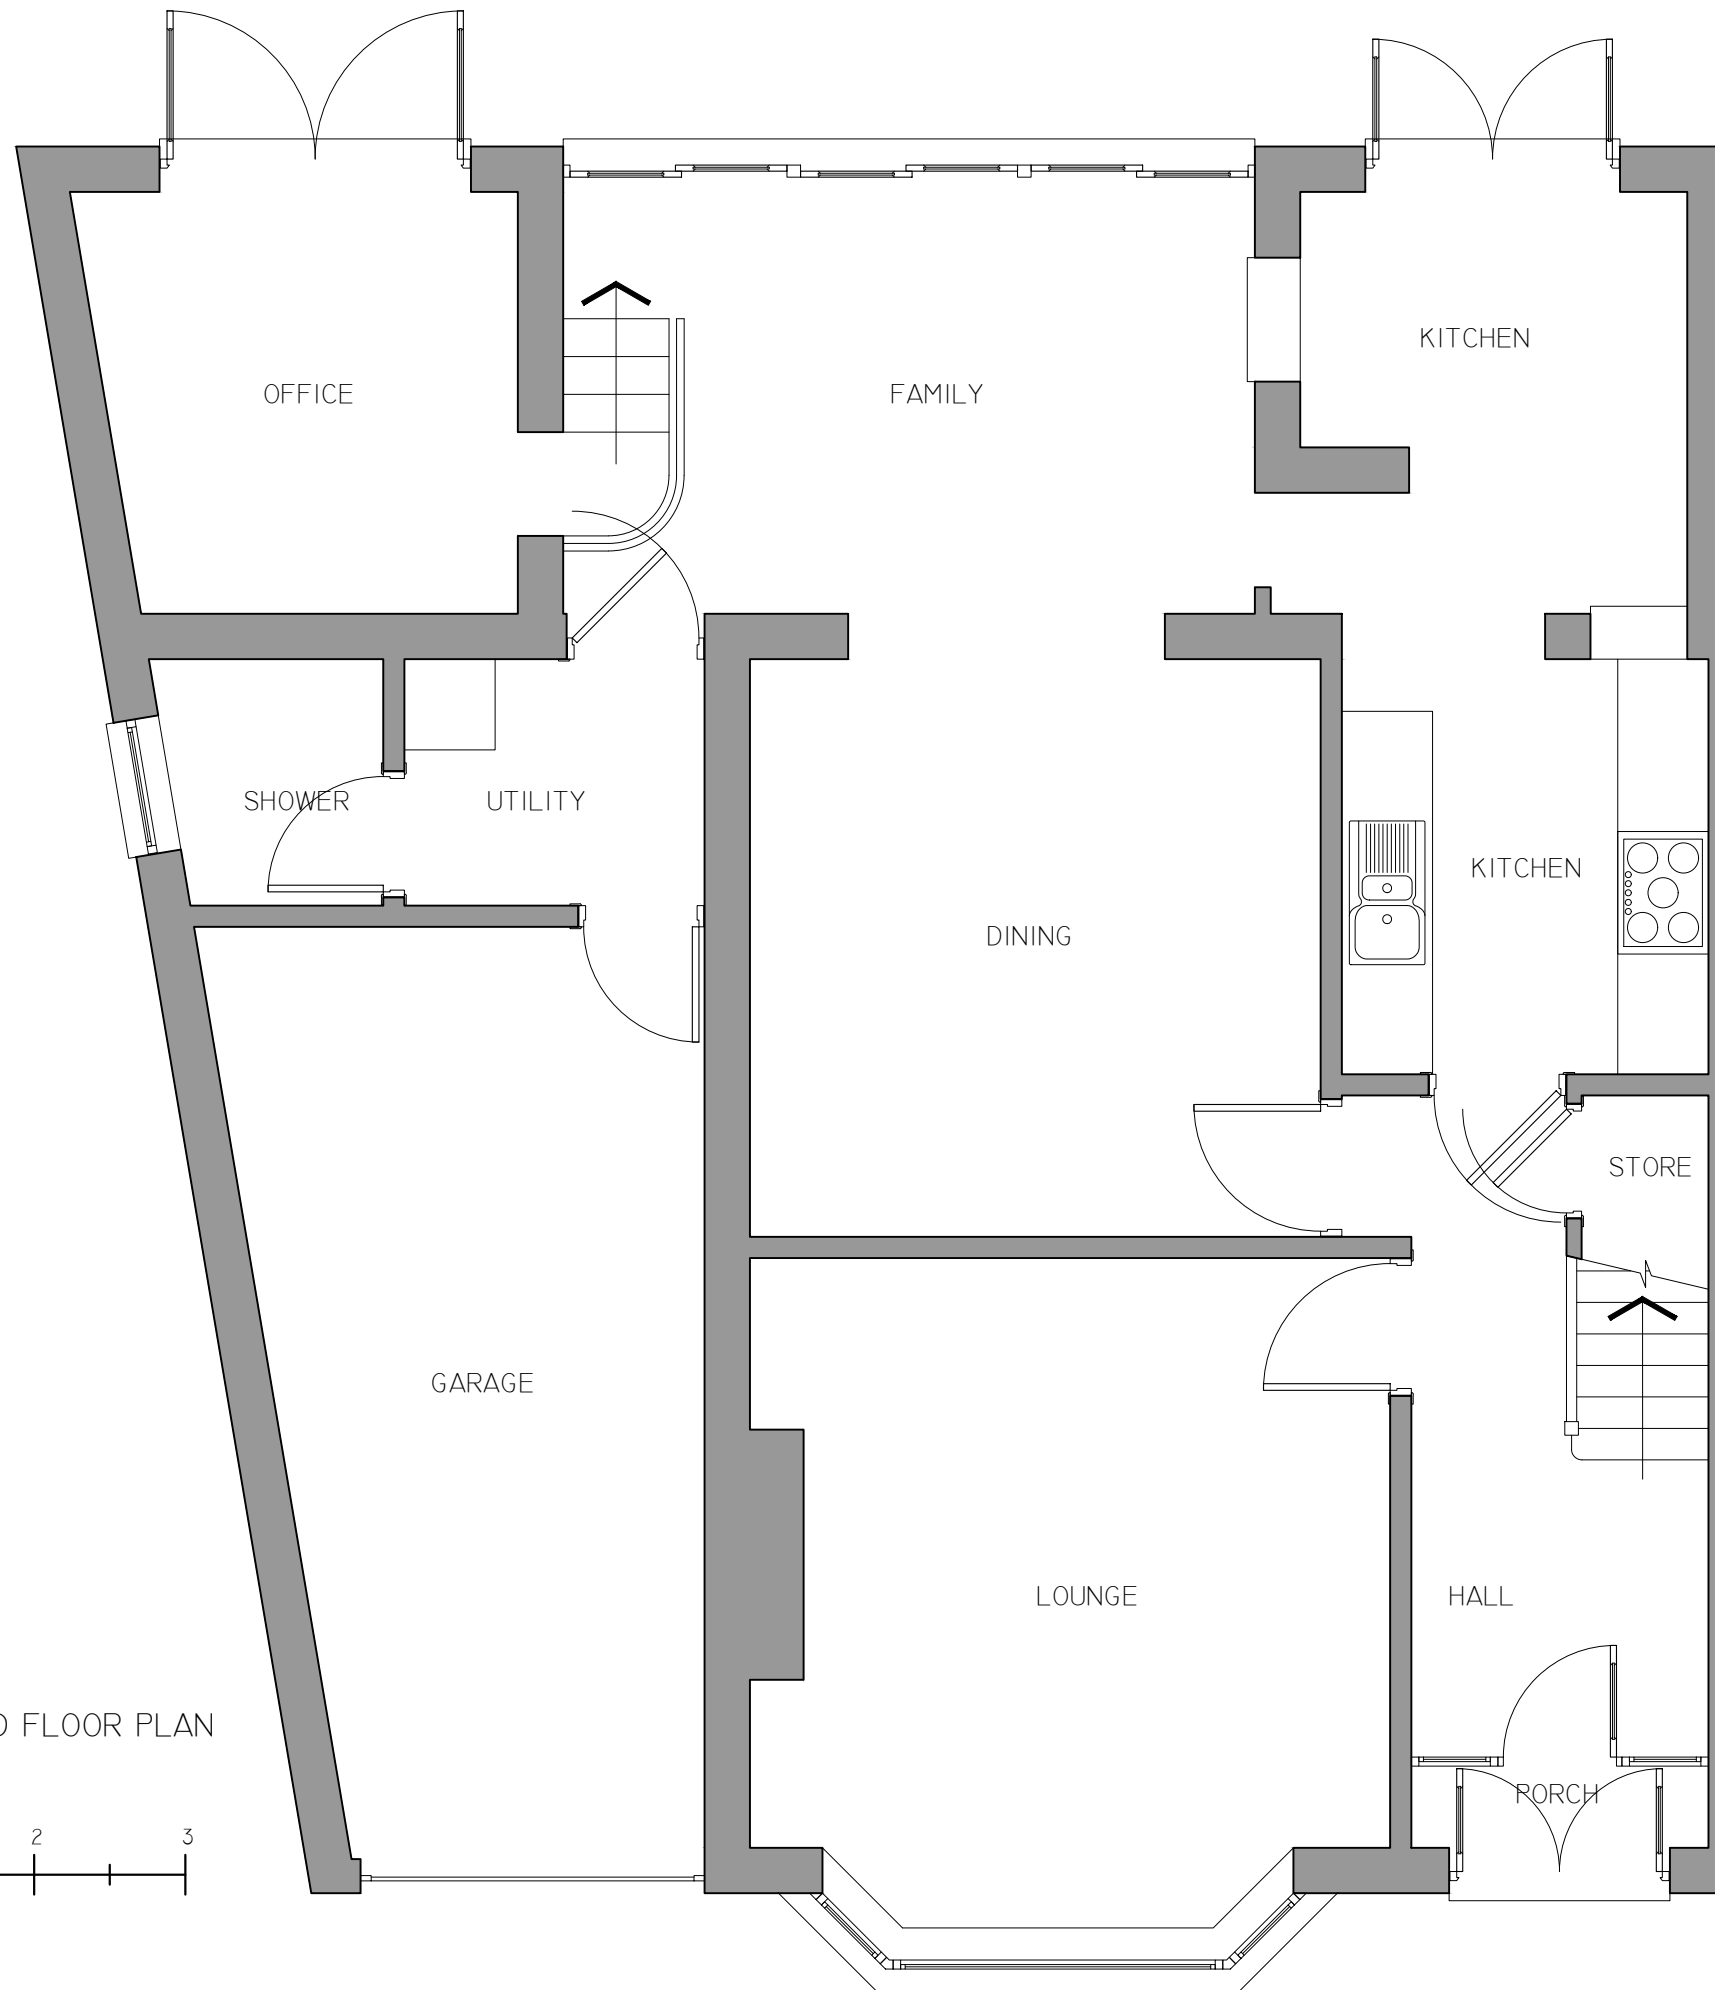 KITCHEN
OFFICE
FAMILY
SHOWER
UTILITY
KITCHEN
DINING
STORE
GARAGE
LOUNGE
HALL
FLOOR PLAN
PORCH
2
3